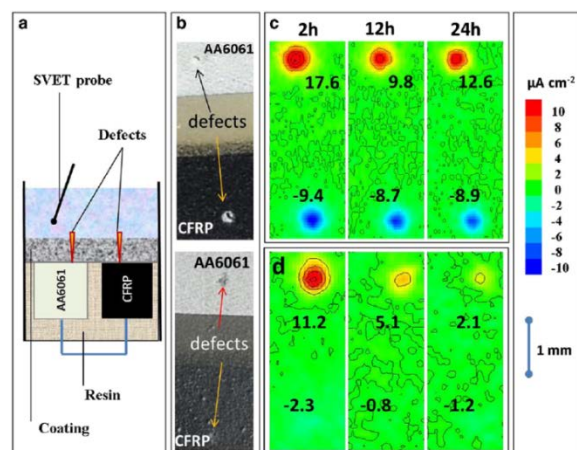 a
SVET probe
Defects
AA6061
CFRP
Resin
Coating
b
AA6061
defects
CFRP
AA6061
defects
CFRP
c
2h 12h 24h
17.6 9.8 12.6
-9.4 -8.7 -8.9
d
11.2 5.1 -2.1
-2.3 -0.8 -1.2
µA cm-2
10
8
6
4
2
0
-2
-4
-6
-8
-10
1 mm